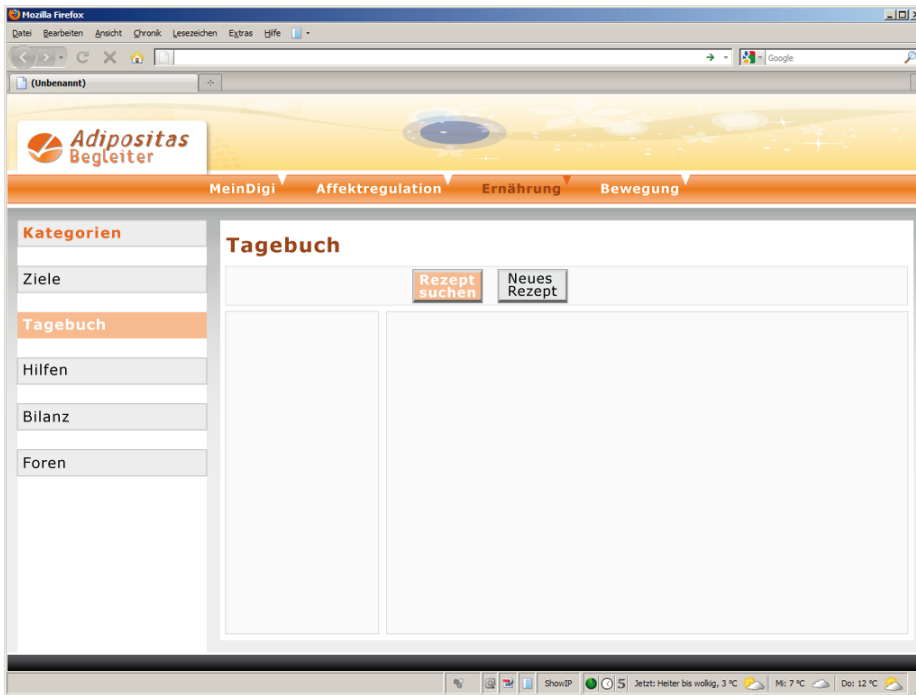 Mozilla Firefox
Datei Bearbeiten Ansicht Chronik Lesezeichen Extras Hilfe
Google
(Unbenannt)
Adipositas
Begleiter
MeinDigi Affektregulation Ernährung Bewegung
Kategorien
Ziele
Tagebuch
Hilfen
Bilanz
Foren
Tagebuch
Rezept
suchen
Neues
Rezept
ShowIP 5 Jetzt: Heiter bis wolkig, 3 °C Mi: 7 °C Do: 12 °C